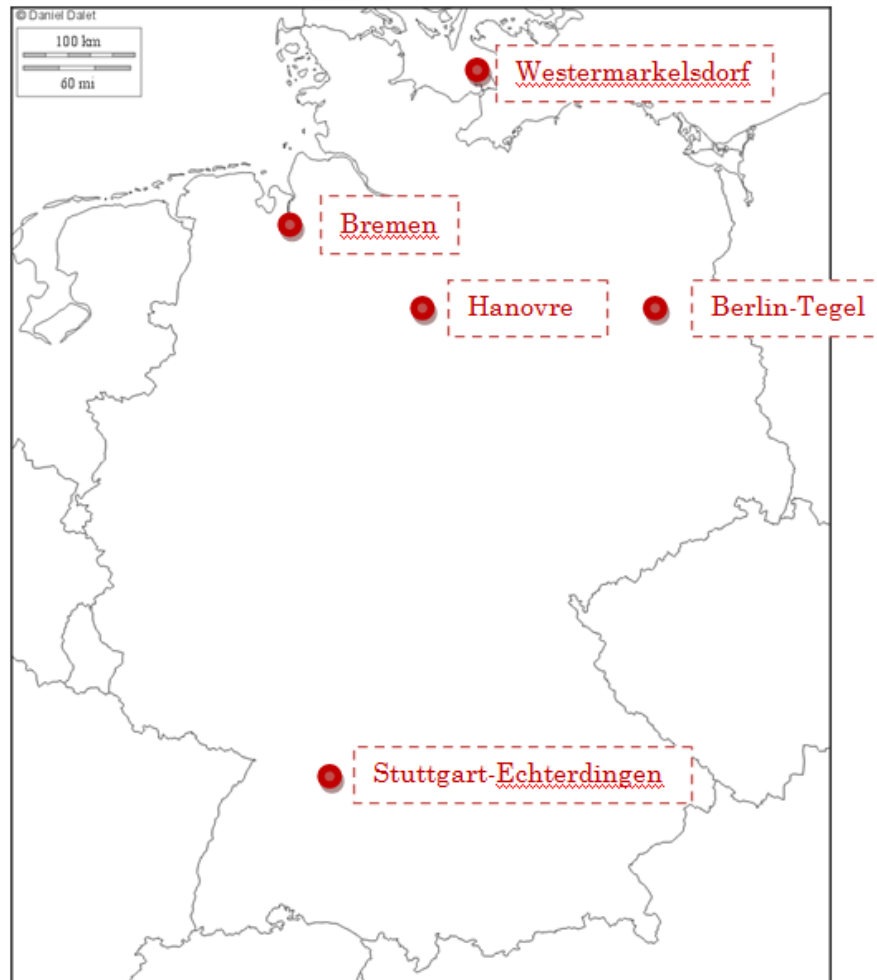 © Daniel Dalet
100 km
60 mi
Westermarkelsdorf
Bremen
Hanovre
Berlin-Tegel
Stuttgart-Echterdingen